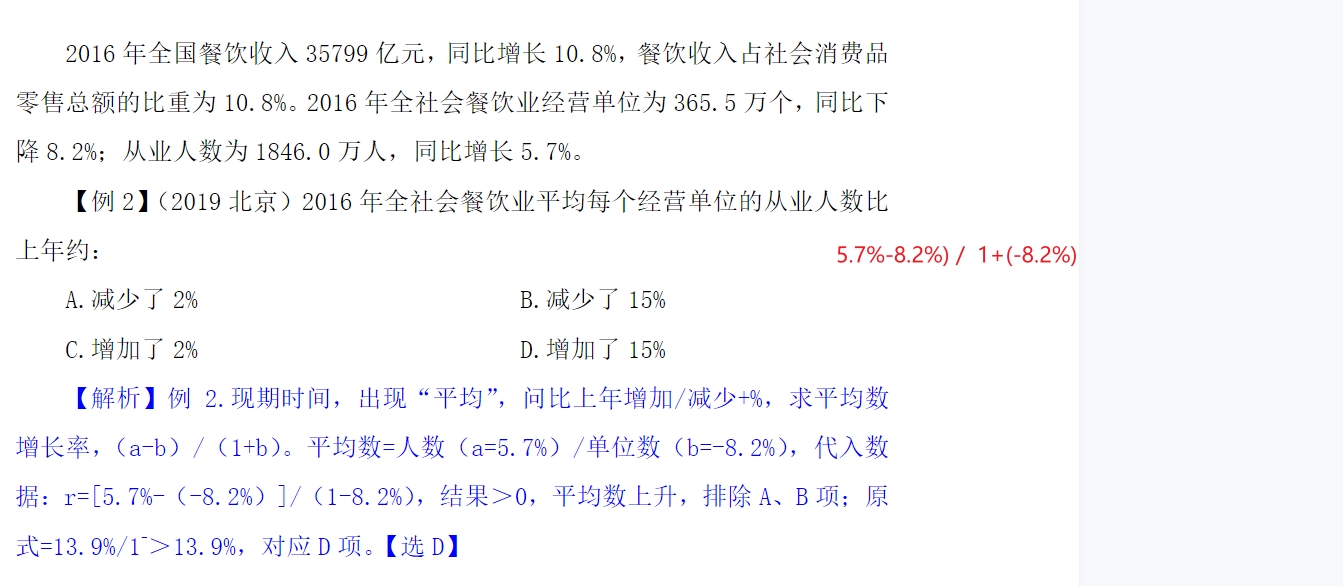 2016 年全国餐饮收入 35799 亿元，同比增长 10.8%，餐饮收入占社会消费品
零售总额的比重为 10.8%。2016 年全社会餐饮业经营单位为 365.5 万个，同比下
降 8.2%；从业人数为 1846.0 万人，同比增长 5.7%。
【例 2】（2019 北京）2016 年全社会餐饮业平均每个经营单位的从业人数比
上年约：
5.7%-8.2%) / 1+(-8.2%)
A.减少了 2% B.减少了 15%
C.增加了 2% D.增加了 15%
【解析】例 2.现期时间，出现“平均”，问比上年增加/减少+%，求平均数
增长率，（a-b）/（1+b）。平均数=人数（a=5.7%）/单位数（b=-8.2%），代入数
据：r=[5.7%-（-8.2%）]/（1-8.2%），结果＞0，平均数上升，排除 A、B 项；原
式=13.9%/1⁻＞13.9%，对应 D 项。【选 D】